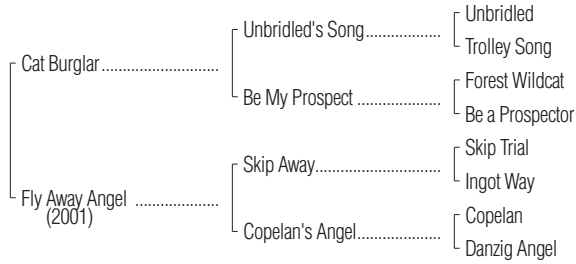 Unbridled
Unbridled's Song
Trolley Song
Cat Burglar
Forest Wildcat
Be My Prospect
Be a Prospector
Skip Trial
Skip Away
Ingot Way
Fly Away Angel
(2001)
Copelan
Copelan's Angel
Danzig Angel